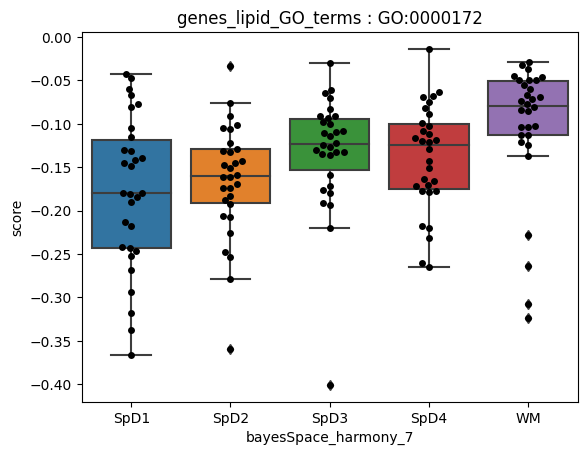 genes_lipid_GO_terms : GO:0000172
0.00
−0.05
−0.10
−0.15
−0.20
−0.25
−0.30
−0.35
−0.40
score
SpD1 SpD2 SpD3 SpD4 WM
bayesSpace_harmony_7